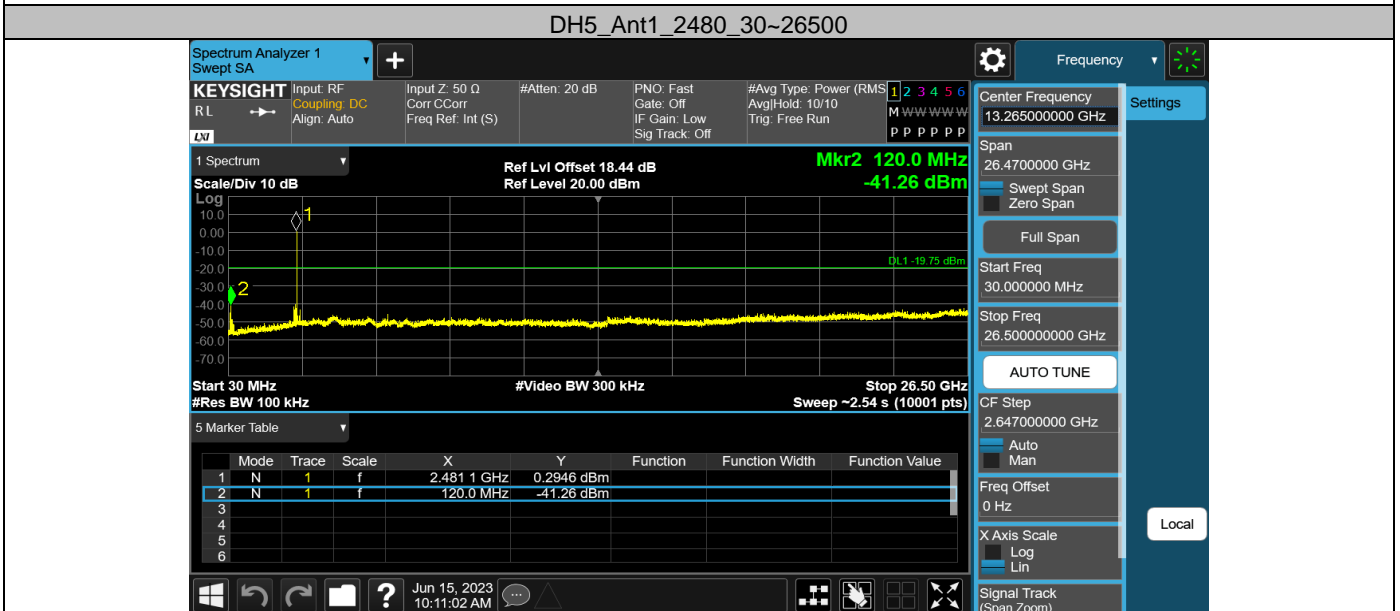 DH5_Ant1_2480_30~26500
Spectrum Analyzer 1
Swept SA
Frequency
KEYSIGHT
RL
LXI
Input: RF
Coupling: DC
Align: Auto
Input Z: 50 Ω
Corr CCorr
Freq Ref: Int (S)
#Atten: 20 dB
PNO: Fast
Gate: Off
IF Gain: Low
Sig Track: Off
#Avg Type: Power (RMS
Avg|Hold: 10/10
Trig: Free Run
1 2 3 4 5 6
M W W W W W
P P P P P P
1 Spectrum
Scale/Div 10 dB
Ref Lvl Offset 18.44 dB
Ref Level 20.00 dBm
Mkr2 120.0 MHz
-41.26 dBm
Log
10.0
0.00
-10.0
-20.0
-30.0
-40.0
-50.0
-60.0
-70.0
1
2
DL1 -19.75 dBm
Start 30 MHz
#Video BW 300 kHz
Stop 26.50 GHz
#Res BW 100 kHz
Sweep ~2.54 s (10001 pts)
5 Marker Table
Mode Trace Scale X Y Function Function Width Function Value
1 N 1 f 2.481 1 GHz 0.2946 dBm
2 N 1 f 120.0 MHz -41.26 dBm
3
4
5
6
Jun 15, 2023
10:11:02 AM
Center Frequency
13.265000000 GHz
Settings
Span
26.4700000 GHz
Swept Span
Zero Span
Full Span
Start Freq
30.000000 MHz
Stop Freq
26.500000000 GHz
AUTO TUNE
CF Step
2.647000000 GHz
Auto
Man
Freq Offset
0 Hz
Local
X Axis Scale
Log
Lin
Signal Track
(Span Zoom)